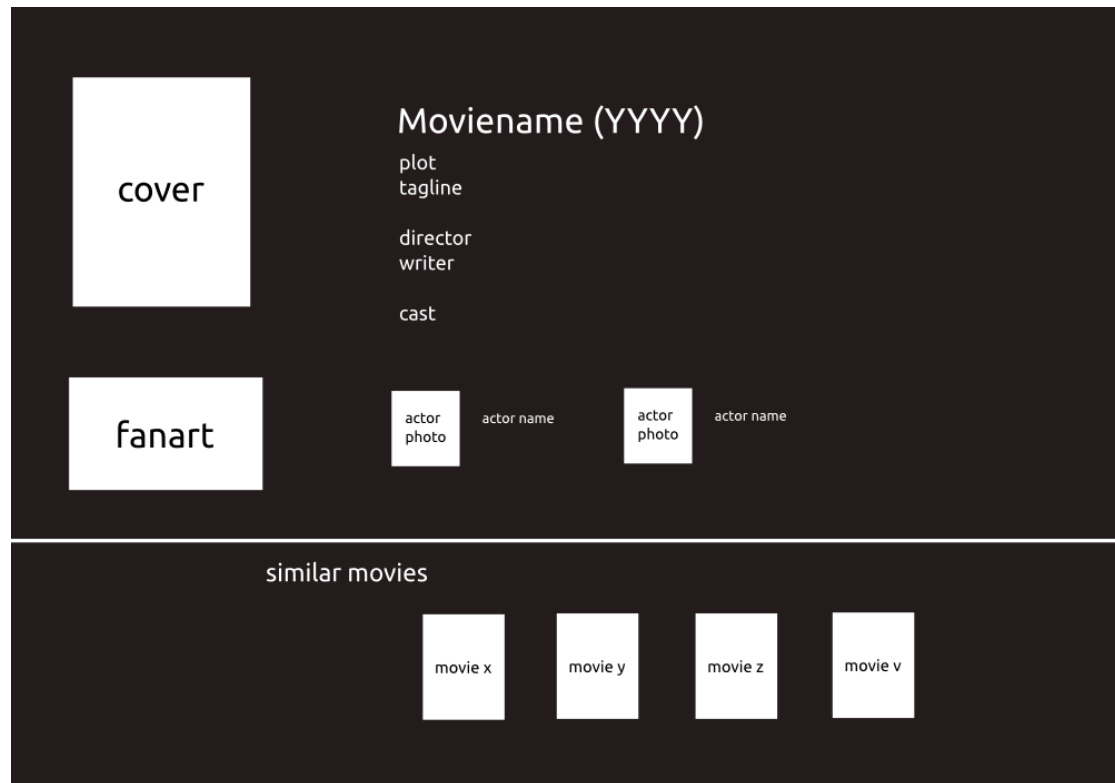 cover
Moviename (YYYY)
plot
tagline
director
writer
cast
fanart
actor
photo
actor name
actor
photo
actor name
similar movies
movie x
movie y
movie z
movie v